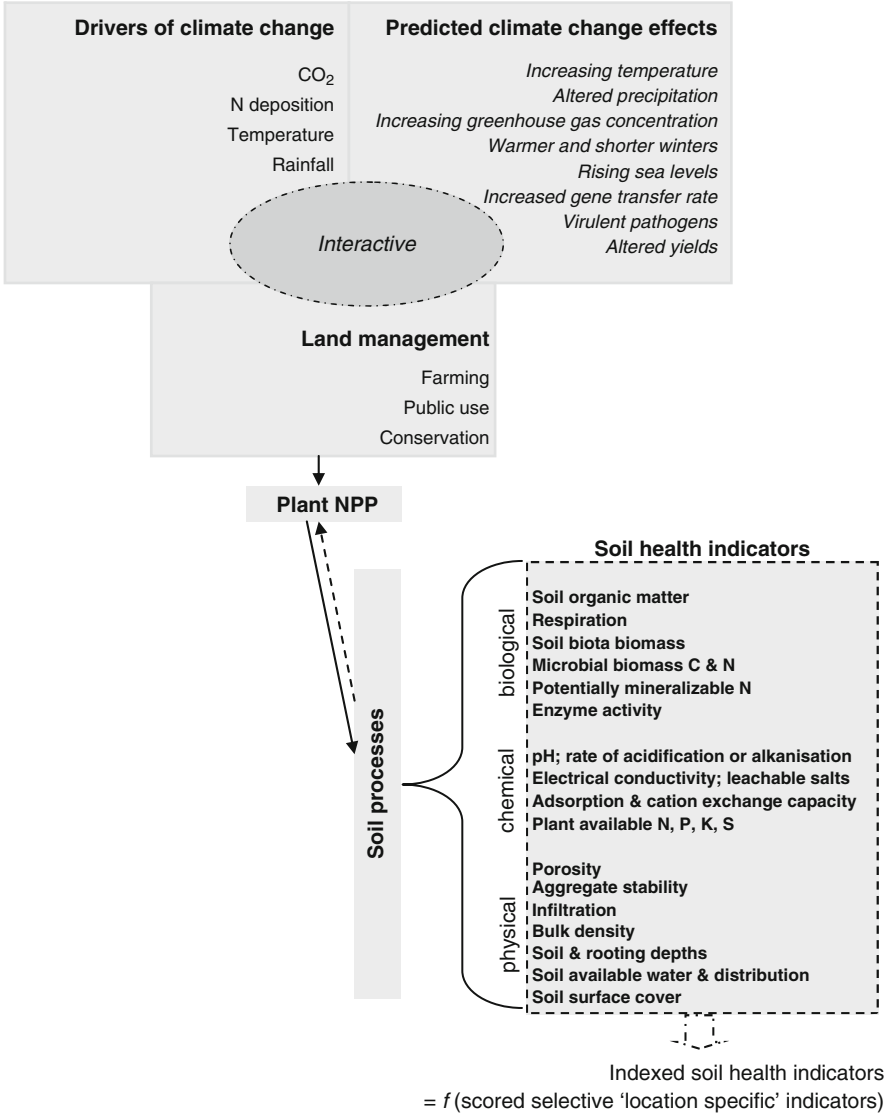 Drivers of climate change
CO₂
N deposition
Temperature
Rainfall
Predicted climate change effects
Increasing temperature
Altered precipitation
Increasing greenhouse gas concentration
Warmer and shorter winters
Rising sea levels
Increased gene transfer rate
Virulent pathogens
Altered yields
Interactive
Land management
Farming
Public use
Conservation
Plant NPP
Soil processes
Soil health indicators
biological
Soil organic matter
Respiration
Soil biota biomass
Microbial biomass C & N
Potentially mineralizable N
Enzyme activity
chemical
pH; rate of acidification or alkanisation
Electrical conductivity; leachable salts
Adsorption & cation exchange capacity
Plant available N, P, K, S
physical
Porosity
Aggregate stability
Infiltration
Bulk density
Soil & rooting depths
Soil available water & distribution
Soil surface cover
Indexed soil health indicators
= f (scored selective ‘location specific’ indicators)